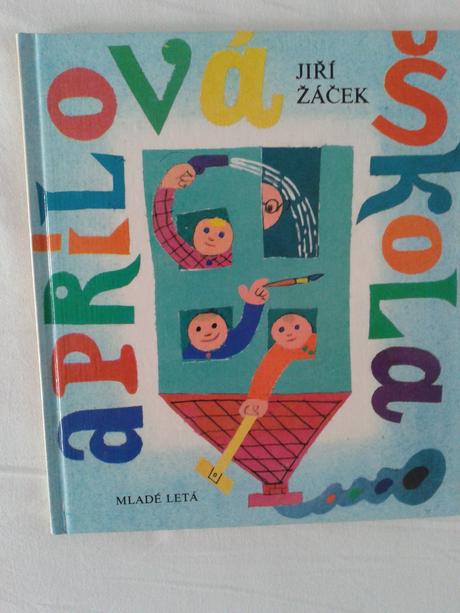 aPRíLOVá
ŠkoLa
JIŘÍ
ŽÁČEK
MLADÉ LETÁ